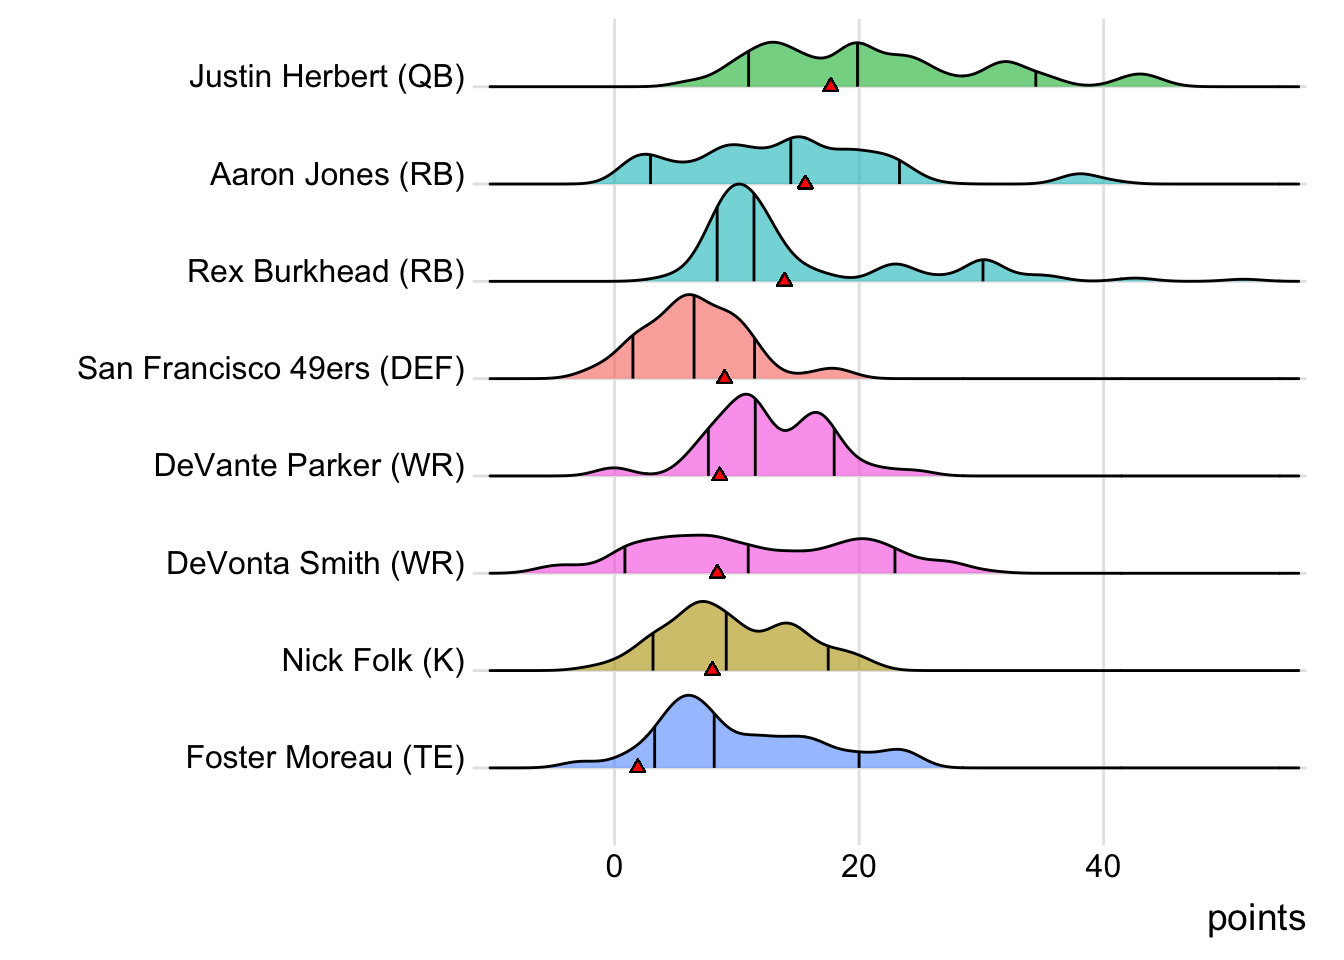 Justin Herbert (QB)
Aaron Jones (RB)
Rex Burkhead (RB)
San Francisco 49ers (DEF)
DeVante Parker (WR)
DeVonta Smith (WR)
Nick Folk (K)
Foster Moreau (TE)
0 20 40
points